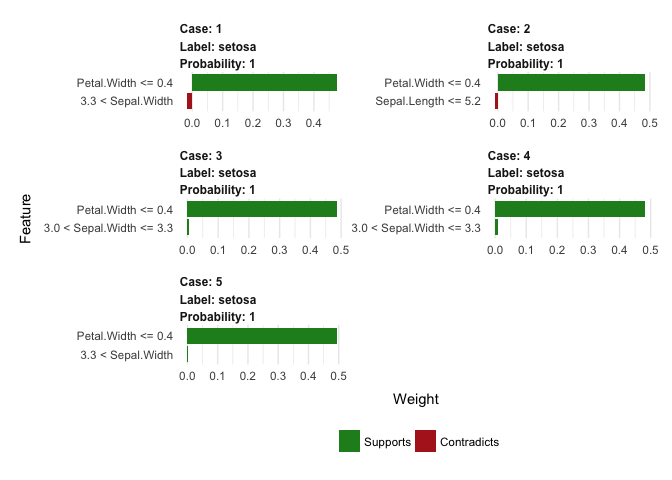 Case: 1
Label: setosa
Probability: 1
Petal.Width <= 0.4
3.3 < Sepal.Width
0.0 0.1 0.2 0.3 0.4
Case: 2
Label: setosa
Probability: 1
Petal.Width <= 0.4
Sepal.Length <= 5.2
0.0 0.1 0.2 0.3 0.4 0.5
Case: 3
Label: setosa
Probability: 1
Petal.Width <= 0.4
3.0 < Sepal.Width <= 3.3
0.0 0.1 0.2 0.3 0.4 0.5
Case: 4
Label: setosa
Probability: 1
Petal.Width <= 0.4
3.0 < Sepal.Width <= 3.3
0.0 0.1 0.2 0.3 0.4 0.5
Case: 5
Label: setosa
Probability: 1
Petal.Width <= 0.4
3.3 < Sepal.Width
0.0 0.1 0.2 0.3 0.4 0.5
Feature
Weight
Supports Contradicts